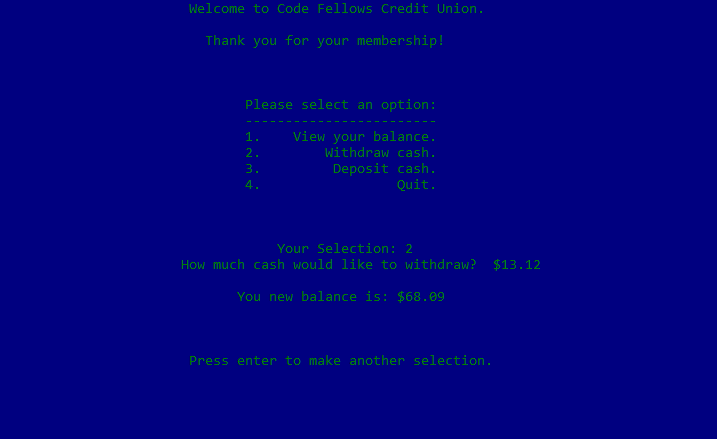 Welcome to Code Fellows Credit Union.
Thank you for your membership!
Please select an option:
------------------------
1. View your balance.
2. Withdraw cash.
3. Deposit cash.
4. Quit.
Your Selection: 2
How much cash would like to withdraw? $13.12
You new balance is: $68.09
Press enter to make another selection.